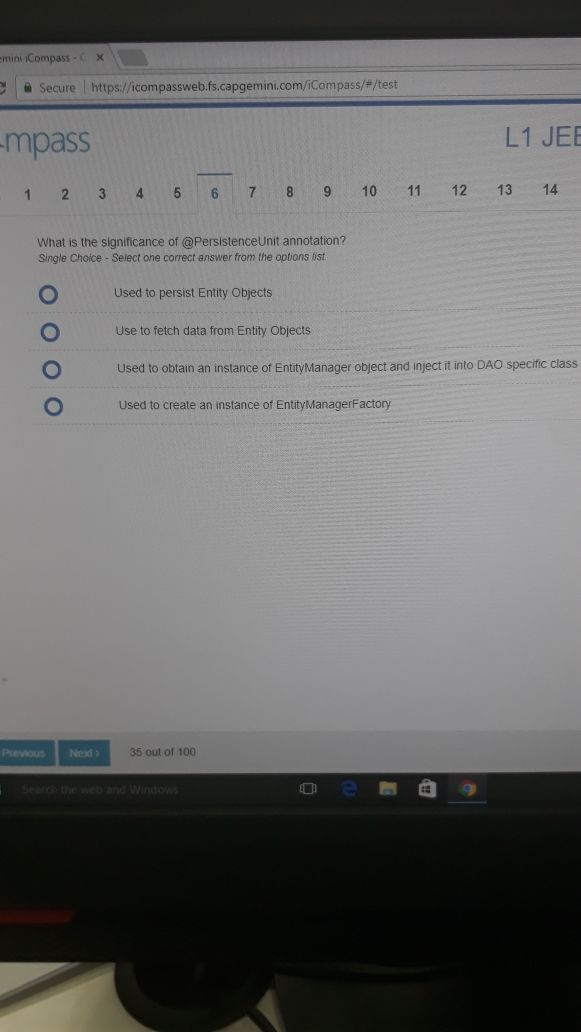 emini iCompass - C x
Secure https://icompassweb.fs.capgemini.com/iCompass/#/test
mpass L1 JEE
1 2 3 4 5 6 7 8 9 10 11 12 13 14
What is the significance of @PersistenceUnit annotation?
Single Choice - Select one correct answer from the options list.
Used to persist Entity Objects
Use to fetch data from Entity Objects
Used to obtain an instance of EntityManager object and inject it into DAO specific class
Used to create an instance of EntityManagerFactory
Previous Next > 35 out of 100
Search the web and Windows